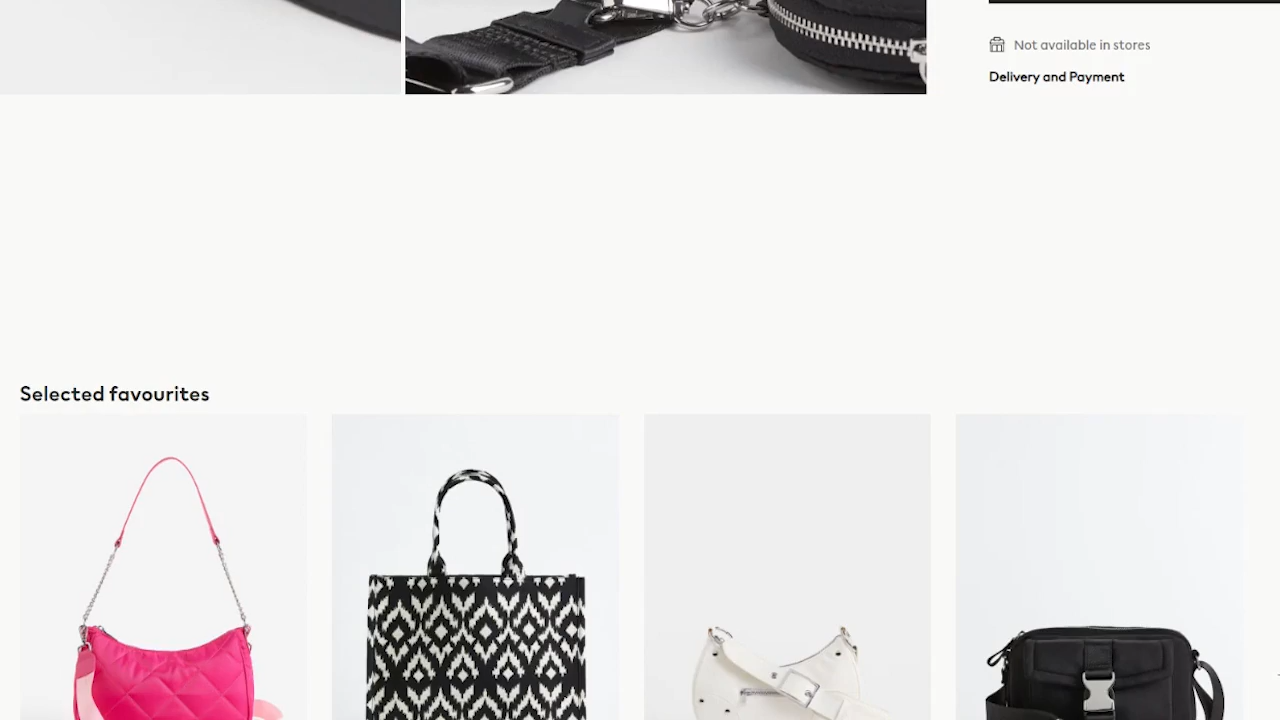 Not available in stores
Delivery and Payment
Selected favourites